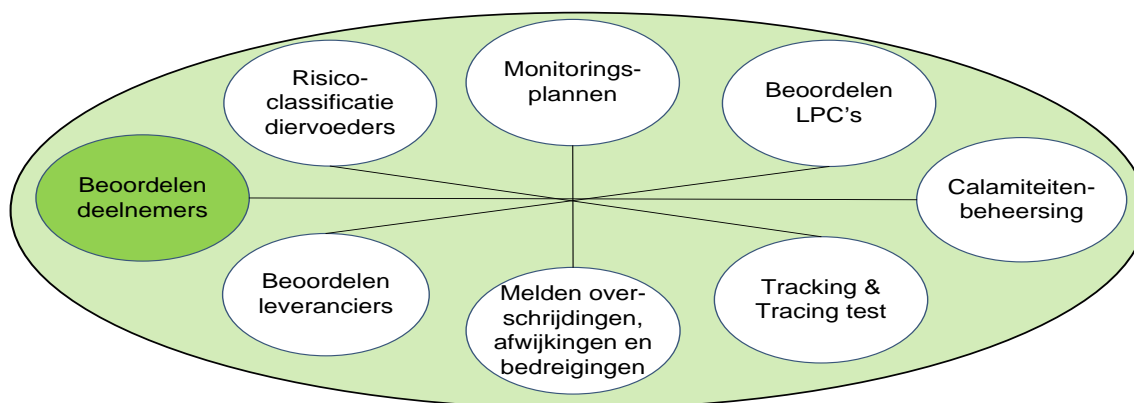 Risico-
classificatie
diervoeders
Monitorings-
plannen
Beoordelen
LPC's
Beoordelen
deelnemers
Calamiteiten-
beheersing
Beoordelen
leveranciers
Melden over-
schrijdingen,
afwijkingen en
bedreigingen
Tracking &
Tracing test